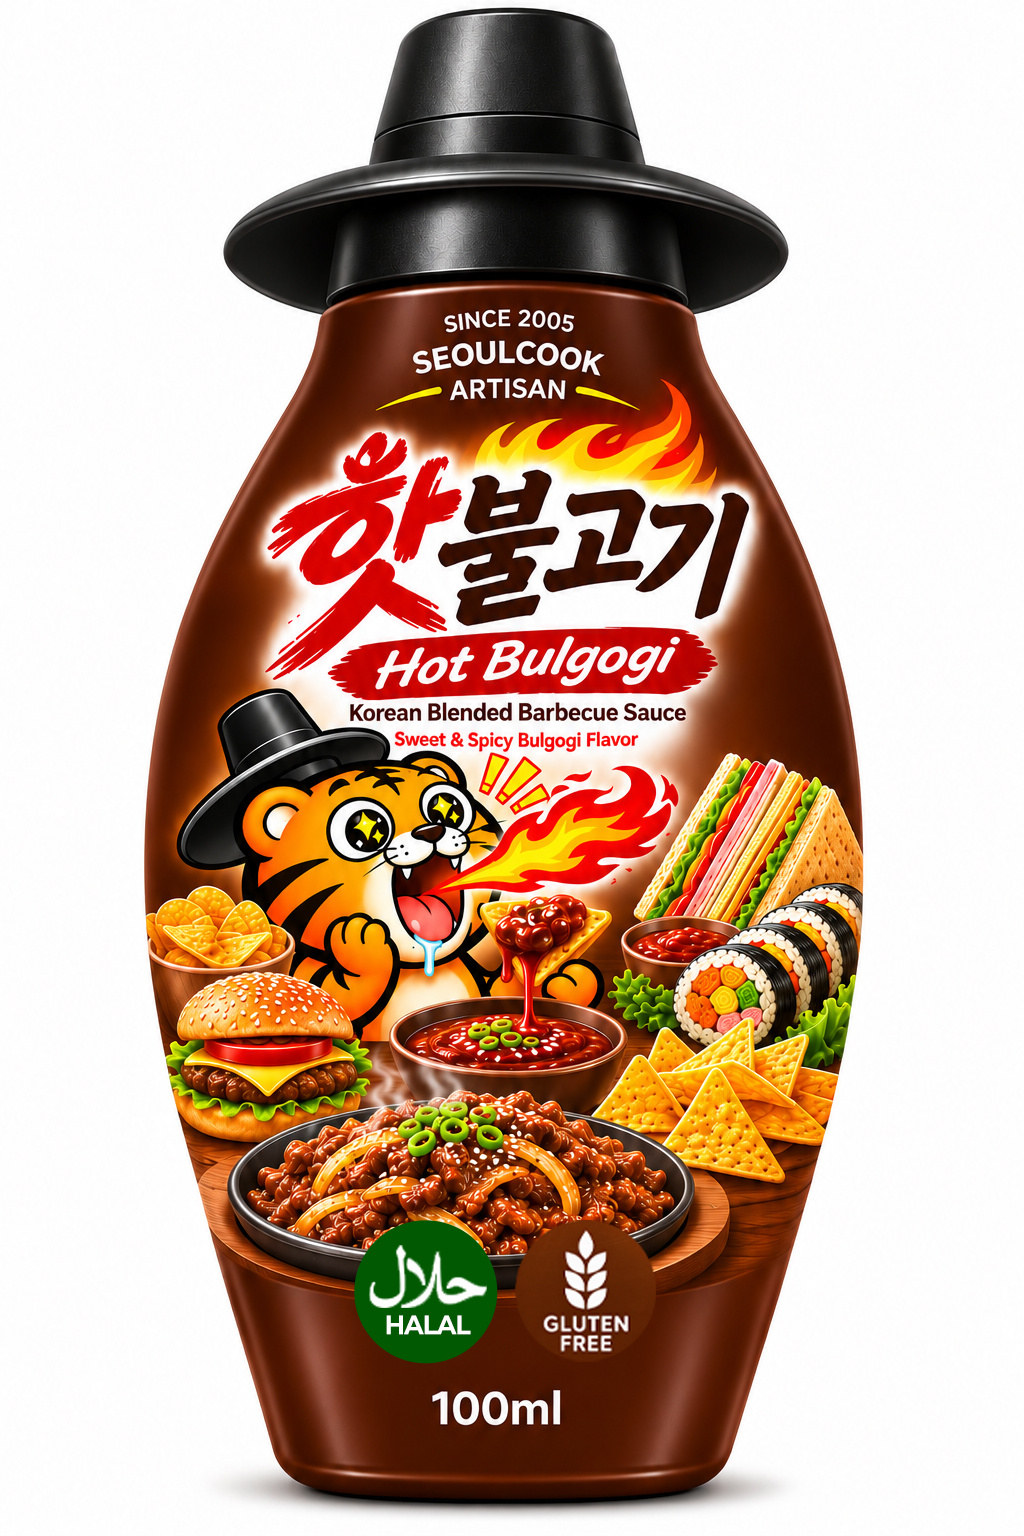 SINCE 2005
SEOULCOOK
ARTISAN
핫불고기
Hot Bulgogi
Korean Blended Barbecue Sauce
Sweet & Spicy Bulgogi Flavor
!!!
حلال
HALAL
GLUTEN
FREE
100ml